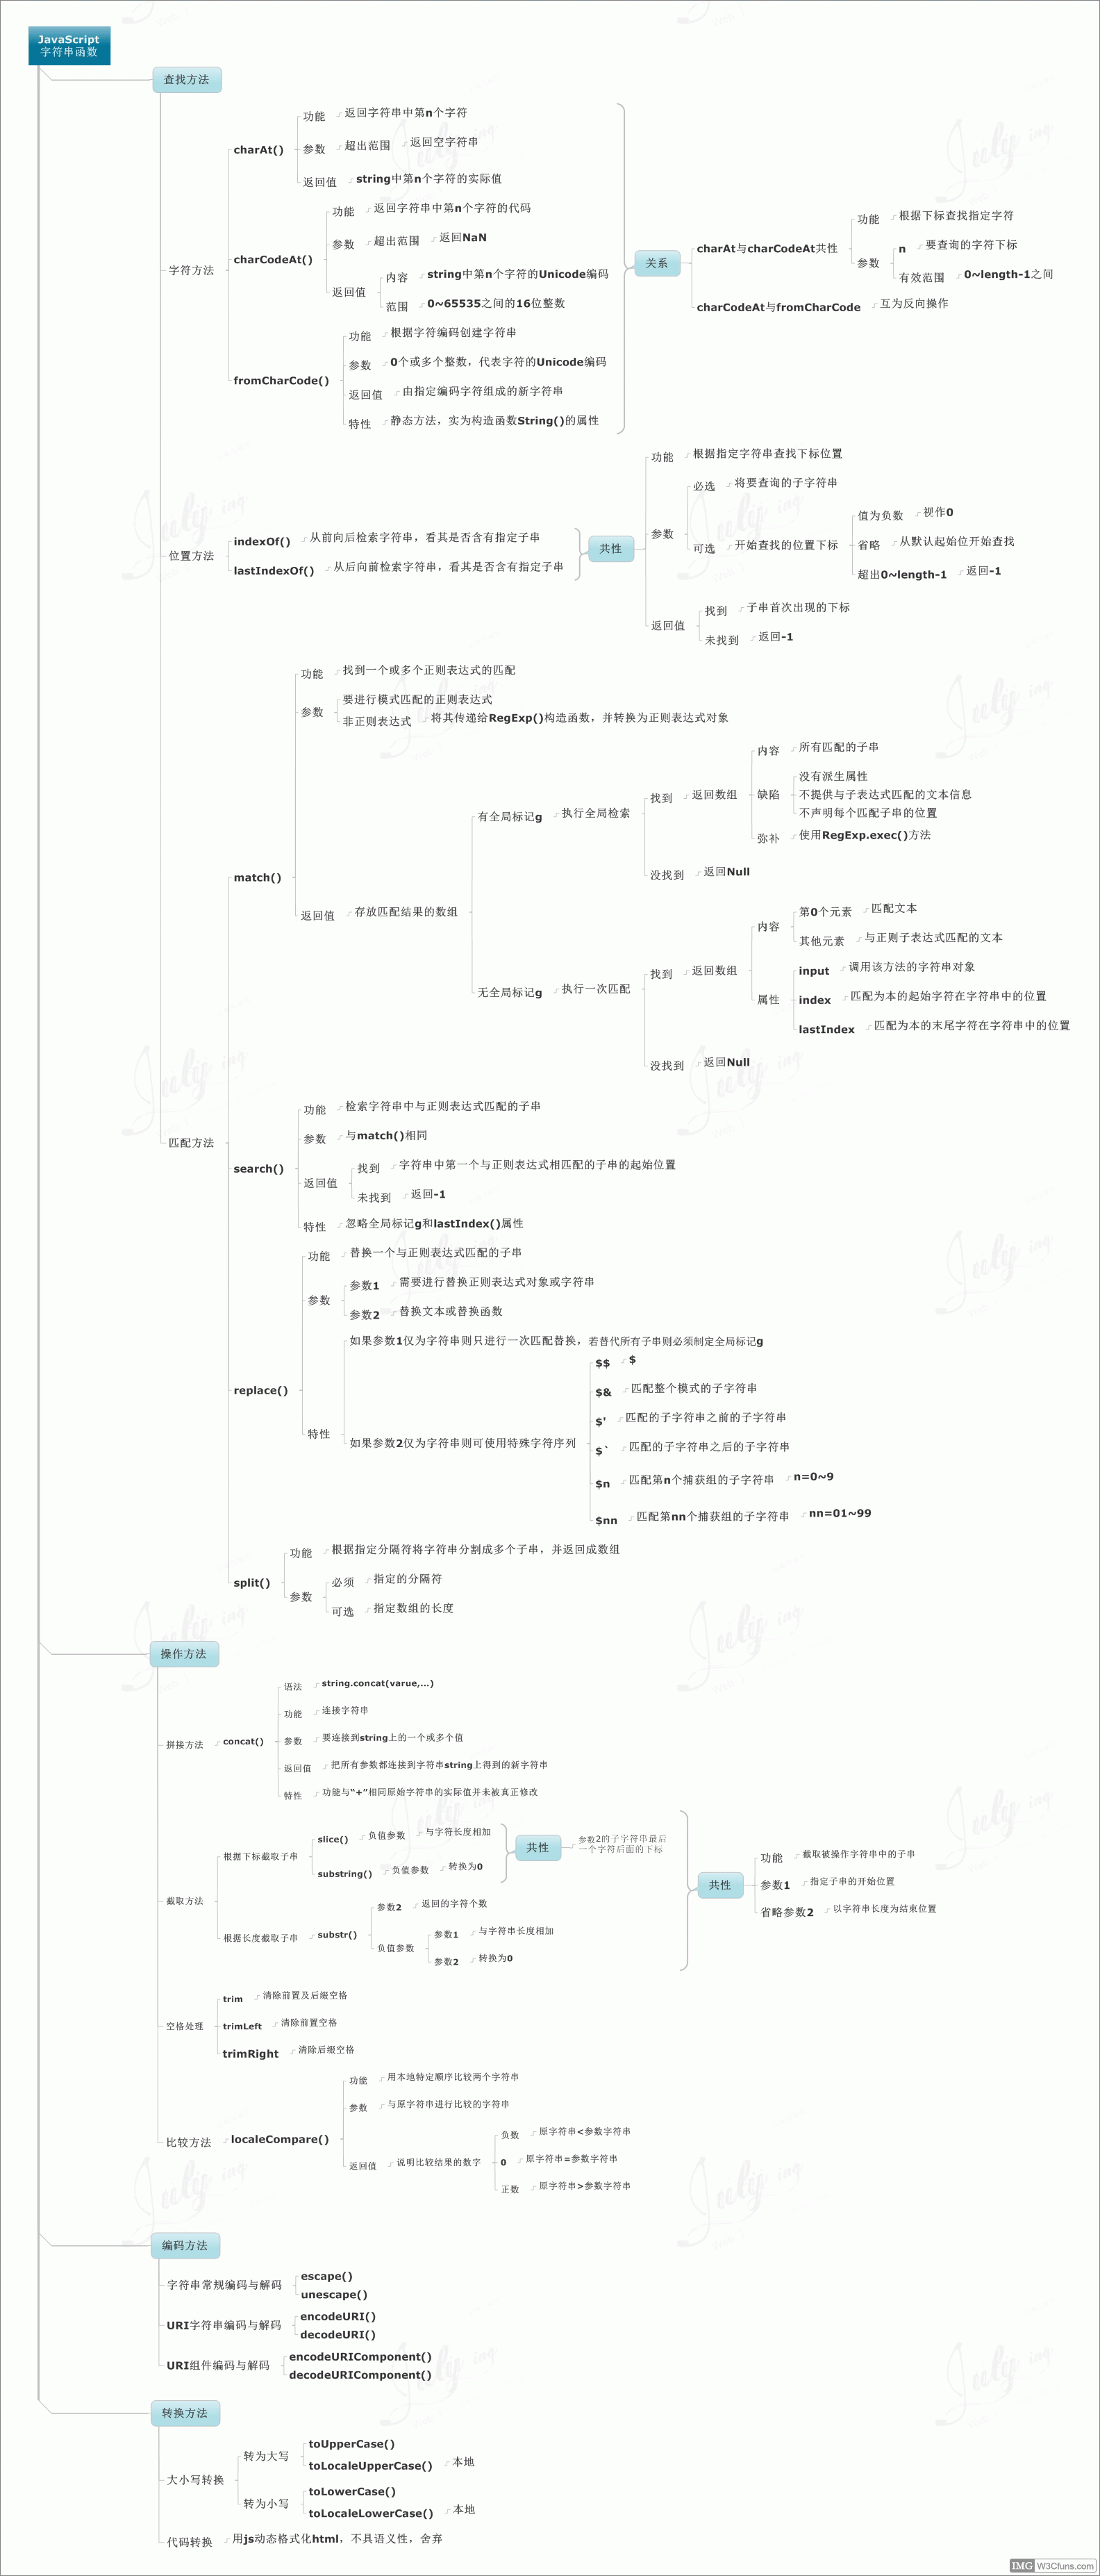 JavaScript
字符串函数
查找方法
字符方法
charAt()
功能
返回字符串中第n个字符
参数
超出范围
返回空字符串
返回值
string中第n个字符的实际值
charCodeAt()
功能
返回字符串中第n个字符的代码
参数
超出范围
返回NaN
返回值
内容
string中第n个字符的Unicode编码
范围
0~65535之间的16位整数
fromCharCode()
功能
根据字符编码创建字符串
参数
0个或多个整数，代表字符的Unicode编码
返回值
由指定编码字符组成的新字符串
特性
静态方法，实为构造函数String()的属性
关系
charAt与charCodeAt共性
功能
根据下标查找指定字符
参数
n
要查询的字符下标
有效范围
0~length-1之间
charCodeAt与fromCharCode
互为反向操作
位置方法
indexOf()
从前向后检索字符串，看其是否含有指定子串
lastIndexOf()
从后向前检索字符串，看其是否含有指定子串
共性
功能
根据指定字符串查找下标位置
参数
必选
将要查询的子字符串
可选
开始查找的位置下标
值为负数
视作0
省略
从默认起始位开始查找
超出0~length-1
返回-1
返回值
找到
子串首次出现的下标
未找到
返回-1
匹配方法
match()
功能
找到一个或多个正则表达式的匹配
参数
要进行模式匹配的正则表达式
非正则表达式
将其传递给RegExp()构造函数，并转换为正则表达式对象
返回值
存放匹配结果的数组
有全局标记g
执行全局检索
找到
返回数组
内容
所有匹配的子串
缺陷
没有派生属性
不提供与子表达式匹配的文本信息
不声明每个匹配子串的位置
弥补
使用RegExp.exec()方法
没找到
返回Null
无全局标记g
执行一次匹配
找到
返回数组
内容
第0个元素
匹配文本
其他元素
与正则子表达式匹配的文本
属性
input
调用该方法的字符串对象
index
匹配为本的起始字符在字符串中的位置
lastIndex
匹配为本的末尾字符在字符串中的位置
没找到
返回Null
search()
功能
检索字符串中与正则表达式匹配的子串
参数
与match()相同
返回值
找到
字符串中第一个与正则表达式相匹配的子串的起始位置
未找到
返回-1
特性
忽略全局标记g和lastIndex()属性
replace()
功能
替换一个与正则表达式匹配的子串
参数
参数1
需要进行替换正则表达式对象或字符串
参数2
替换文本或替换函数
特性
如果参数1仅为字符串则只进行一次匹配替换，若替代所有子串则必须制定全局标记g
如果参数2仅为字符串则可使用特殊字符序列
$$
$
$&
匹配整个模式的子字符串
$'
匹配的子字符串之前的子字符串
$`
匹配的子字符串之后的子字符串
$n
匹配第n个捕获组的子字符串
n=0~9
$nn
匹配第nn个捕获组的子字符串
nn=01~99
split()
功能
根据指定分隔符将字符串分割成多个子串，并返回成数组
参数
必须
指定的分隔符
可选
指定数组的长度
操作方法
拼接方法
concat()
语法
string.concat(varue,...)
功能
连接字符串
参数
要连接到string上的一个或多个值
返回值
把所有参数都连接到字符串string上得到的新字符串
特性
功能与“+”相同原始字符串的实际值并未被真正修改
截取方法
根据下标截取子串
slice()
负值参数
与字符长度相加
substring()
负值参数
转换为0
共性
参数2的子字符串最后
一个字符后面的下标
根据长度截取子串
substr()
参数2
返回的字符个数
负值参数
参数1
与字符串长度相加
参数2
转换为0
共性
功能
截取被操作字符串中的子串
参数1
指定子串的开始位置
省略参数2
以字符串长度为结束位置
空格处理
trim
清除前置及后缀空格
trimLeft
清除前置空格
trimRight
清除后缀空格
比较方法
localeCompare()
功能
用本地特定顺序比较两个字符串
参数
与原字符串进行比较的字符串
返回值
说明比较结果的数字
负数
原字符串<参数字符串
0
原字符串=参数字符串
正数
原字符串>参数字符串
编码方法
字符串常规编码与解码
escape()
unescape()
URI字符串编码与解码
encodeURI()
decodeURI()
URI组件编码与解码
encodeURIComponent()
decodeURIComponent()
转换方法
大小写转换
转为大写
toUpperCase()
toLocaleUpperCase()
本地
转为小写
toLowerCase()
toLocaleLowerCase()
本地
代码转换
用js动态格式化html，不具语义性，舍弃
IMG W3Cfuns.com